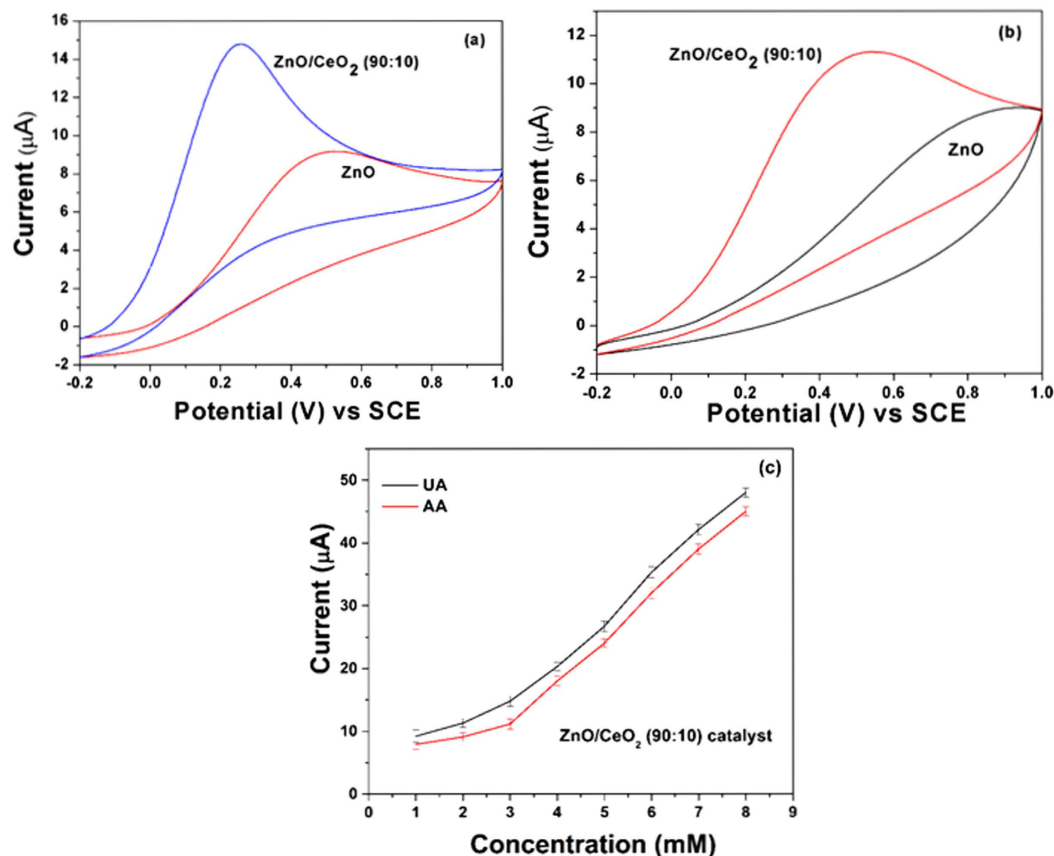 (a)
ZnO/CeO₂ (90:10)
ZnO
Current (µA)
16
14
12
10
8
6
4
2
0
-2
-0.2 0.0 0.2 0.4 0.6 0.8 1.0
Potential (V) vs SCE
(b)
ZnO/CeO₂ (90:10)
ZnO
Current (µA)
12
10
8
6
4
2
0
-2
-0.2 0.0 0.2 0.4 0.6 0.8 1.0
Potential (V) vs SCE
(c)
UA
AA
Current (µA)
50
40
30
20
10
0
ZnO/CeO₂ (90:10) catalyst
0 1 2 3 4 5 6 7 8 9
Concentration (mM)